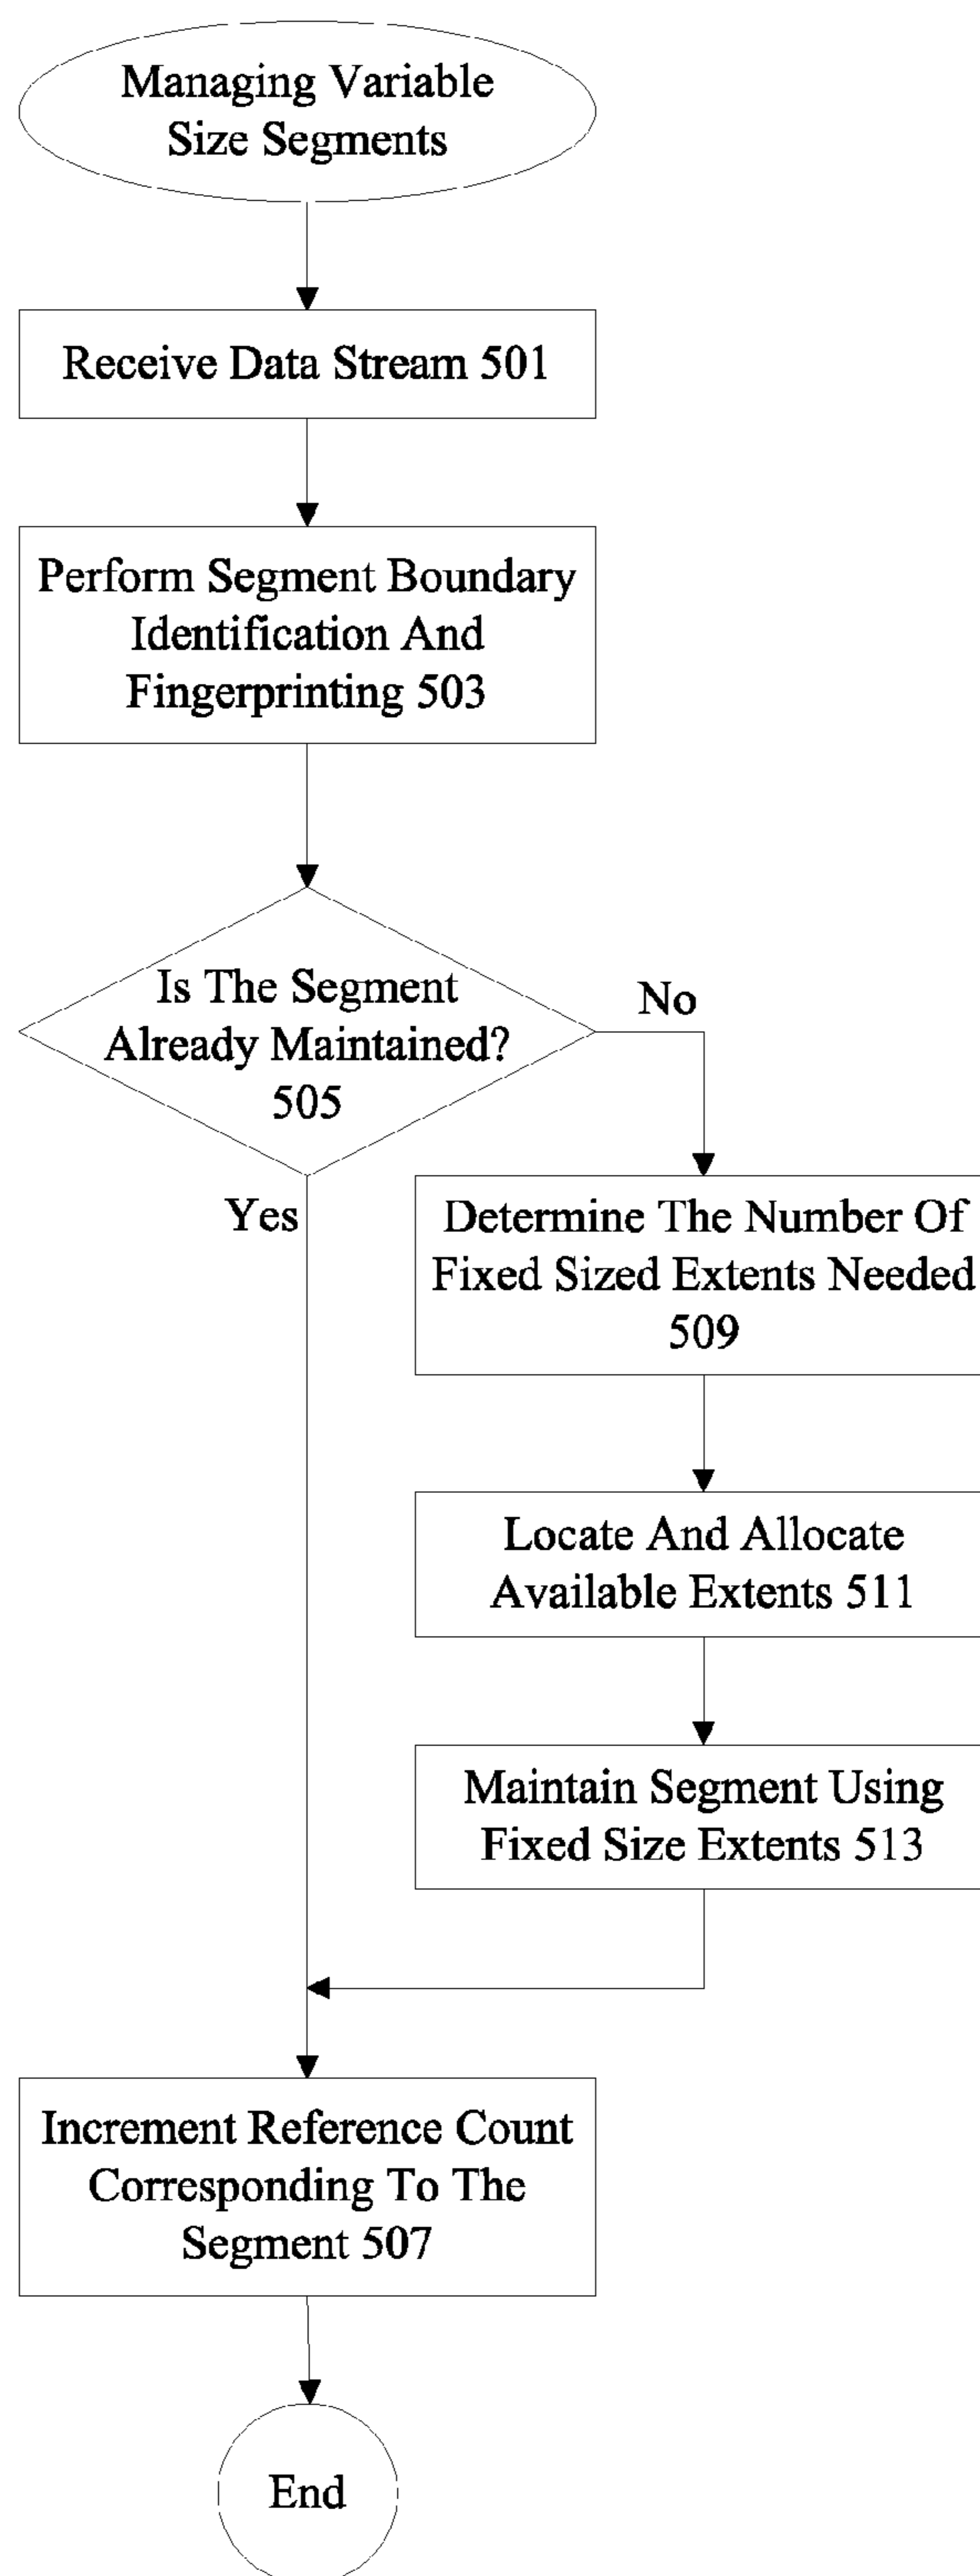 Managing Variable
Size Segments
Receive Data Stream 501
Perform Segment Boundary
Identification And
Fingerprinting 503
Is The Segment
Already Maintained?
505
No
Yes
Determine The Number Of
Fixed Sized Extents Needed
509
Locate And Allocate
Available Extents 511
Maintain Segment Using
Fixed Size Extents 513
Increment Reference Count
Corresponding To The
Segment 507
End